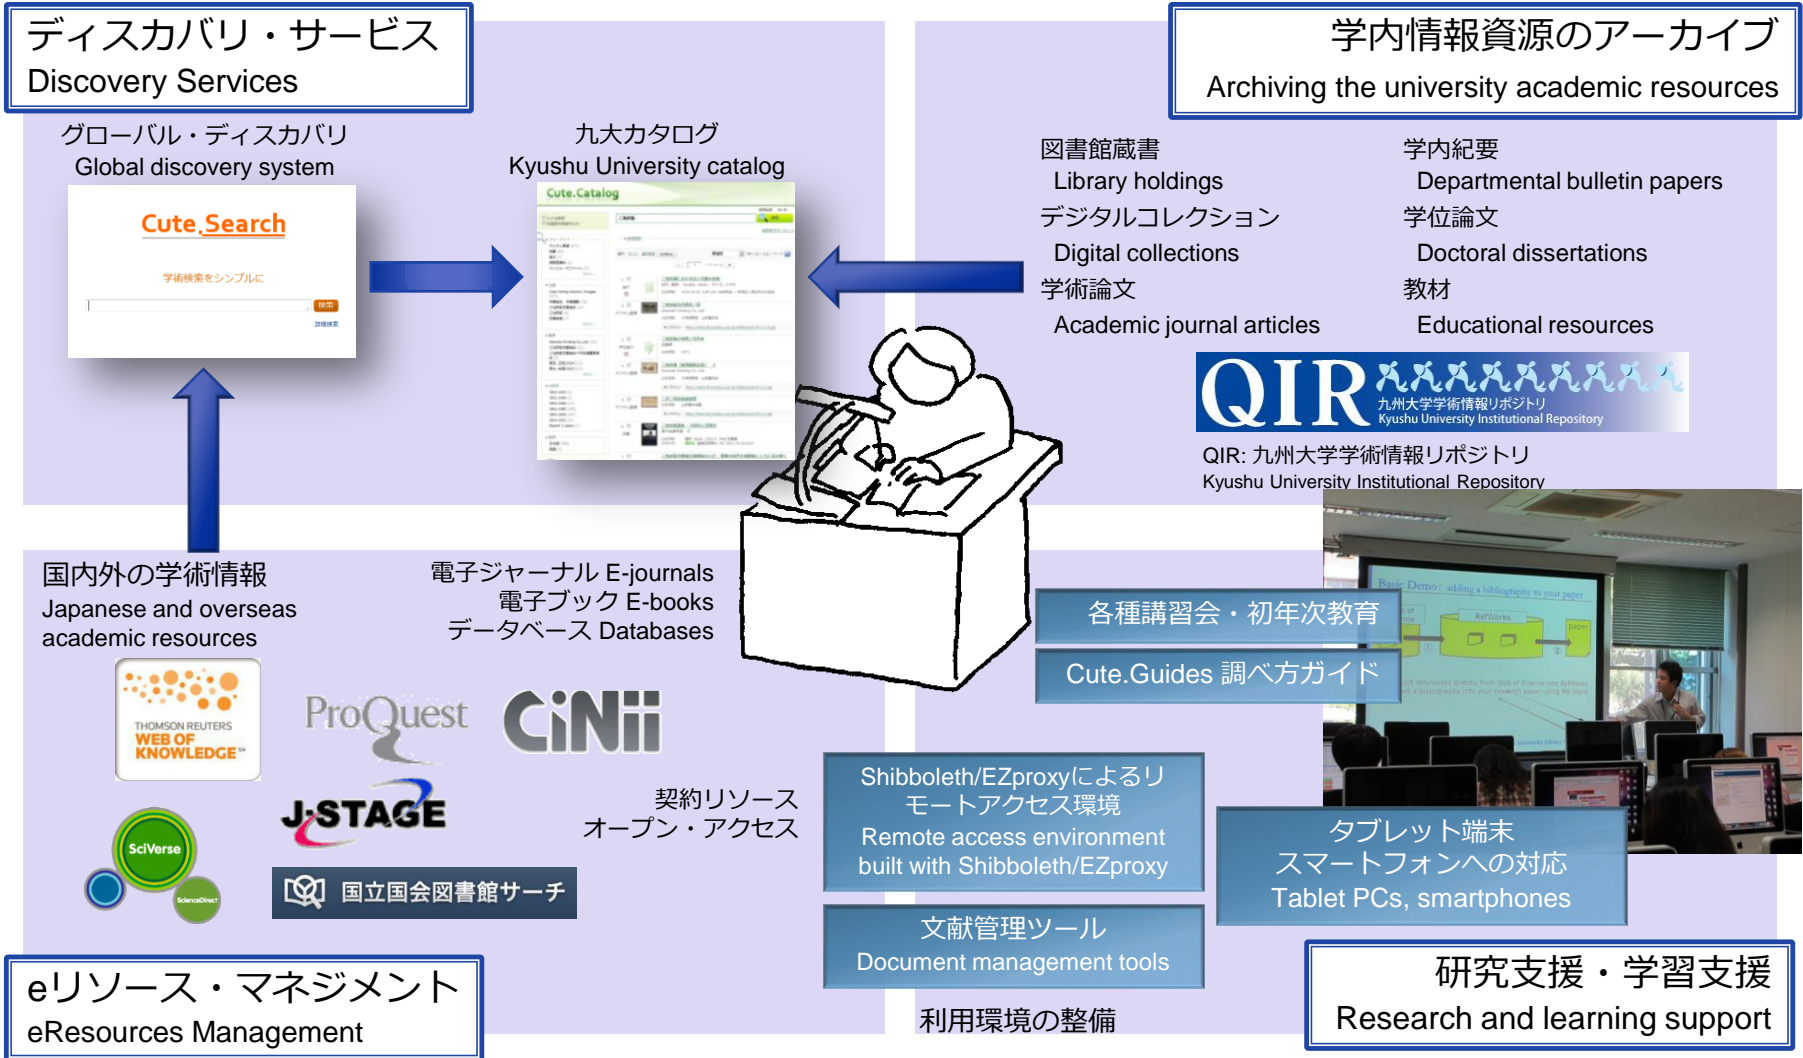 ディスカバリ・サービス
Discovery Services
グローバル・ディスカバリ
Global discovery system
Cute.Search
学術検索をシンプルに
検索
詳細検索
九大カタログ
Kyushu University catalog
Cute.Catalog
学内情報資源のアーカイブ
Archiving the university academic resources
図書館蔵書
Library holdings
デジタルコレクション
Digital collections
学術論文
Academic journal articles
学内紀要
Departmental bulletin papers
学位論文
Doctoral dissertations
教材
Educational resources
QIR
九州大学学術情報リポジトリ
Kyushu University Institutional Repository
QIR: 九州大学学術情報リポジトリ
Kyushu University Institutional Repository
国内外の学術情報
Japanese and overseas
academic resources
電子ジャーナル E-journals
電子ブック E-books
データベース Databases
THOMSON REUTERS
WEB OF
KNOWLEDGE
ProQuest
CiNii
J-STAGE
SciVerse
ScienceDirect
国立国会図書館サーチ
契約リソース
オープン・アクセス
eリソース・マネジメント
eResources Management
各種講習会・初年次教育
Cute.Guides 調べ方ガイド
Basic Demo: adding a bibliography to your paper
RefWorks
paper
Shibboleth/EZproxyによるリ
モートアクセス環境
Remote access environment
built with Shibboleth/EZproxy
タブレット端末
スマートフォンへの対応
Tablet PCs, smartphones
文献管理ツール
Document management tools
利用環境の整備
研究支援・学習支援
Research and learning support